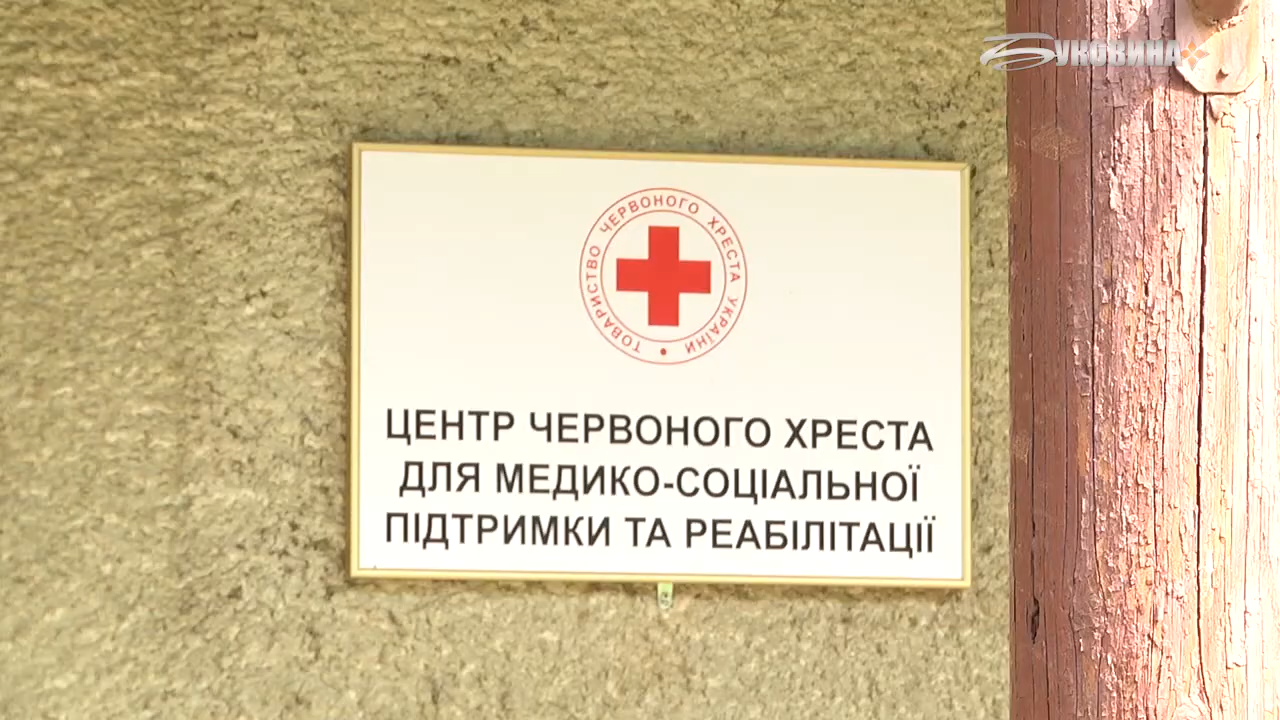 БУКОВИНА
ТОВАРИСТВО ЧЕРВОНОГО ХРЕСТА УКРАЇНИ
ЦЕНТР ЧЕРВОНОГО ХРЕСТА
ДЛЯ МЕДИКО-СОЦІАЛЬНОЇ
ПІДТРИМКИ ТА РЕАБІЛІТАЦІЇ